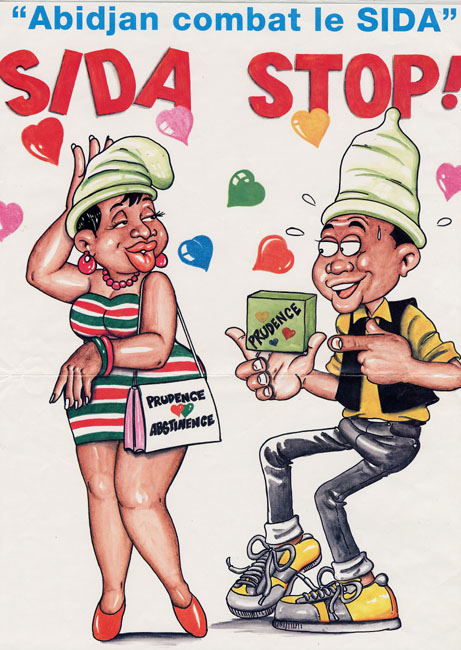 "Abidjan combat le SIDA"
SIDA STOP!
PRUDENCE
PRUDENCE
ABSTINENCE